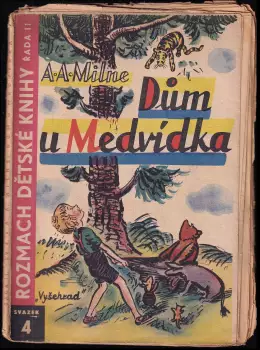 ROZMACH DĚTSKÉ KNIHY ŘADA II
SVAZEK
4
A·A·Milne
Dům
u Medvídka
Vyšehrad